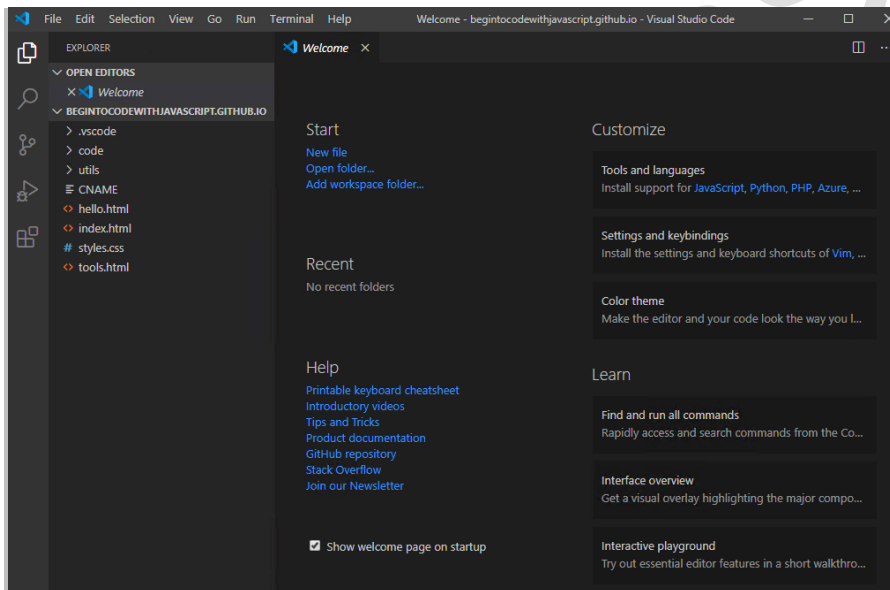 File Edit Selection View Go Run Terminal Help Welcome - begintocodewithjavascript.github.io - Visual Studio Code
EXPLORER
OPEN EDITORS
Welcome
BEGINTOCODEWITHJAVASCRIPT.GITHUB.IO
.vscode
code
utils
CNAME
hello.html
index.html
styles.css
tools.html
Welcome
Start
New file
Open folder...
Add workspace folder...
Recent
No recent folders
Help
Printable keyboard cheatsheet
Introductory videos
Tips and Tricks
Product documentation
GitHub repository
Stack Overflow
Join our Newsletter
Show welcome page on startup
Customize
Tools and languages
Install support for JavaScript, Python, PHP, Azure, ...
Settings and keybindings
Install the settings and keyboard shortcuts of Vim, ...
Color theme
Make the editor and your code look the way you l...
Learn
Find and run all commands
Rapidly access and search commands from the Co...
Interface overview
Get a visual overlay highlighting the major compo...
Interactive playground
Try out essential editor features in a short walkthro...